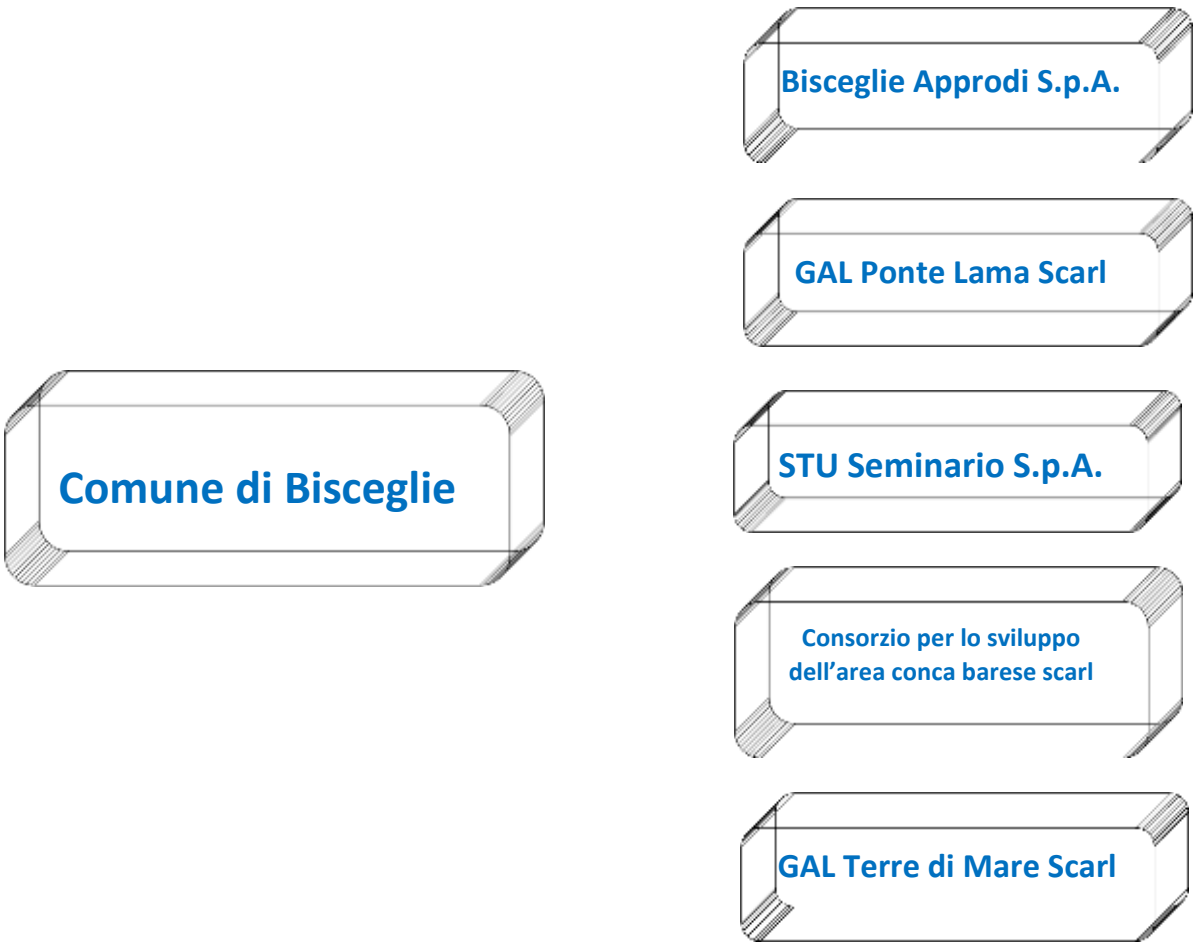 Bisceglie Approdi S.p.A.
GAL Ponte Lama Scarl
Comune di Bisceglie
STU Seminario S.p.A.
Consorzio per lo sviluppo
dell’area conca barese scarl
GAL Terre di Mare Scarl